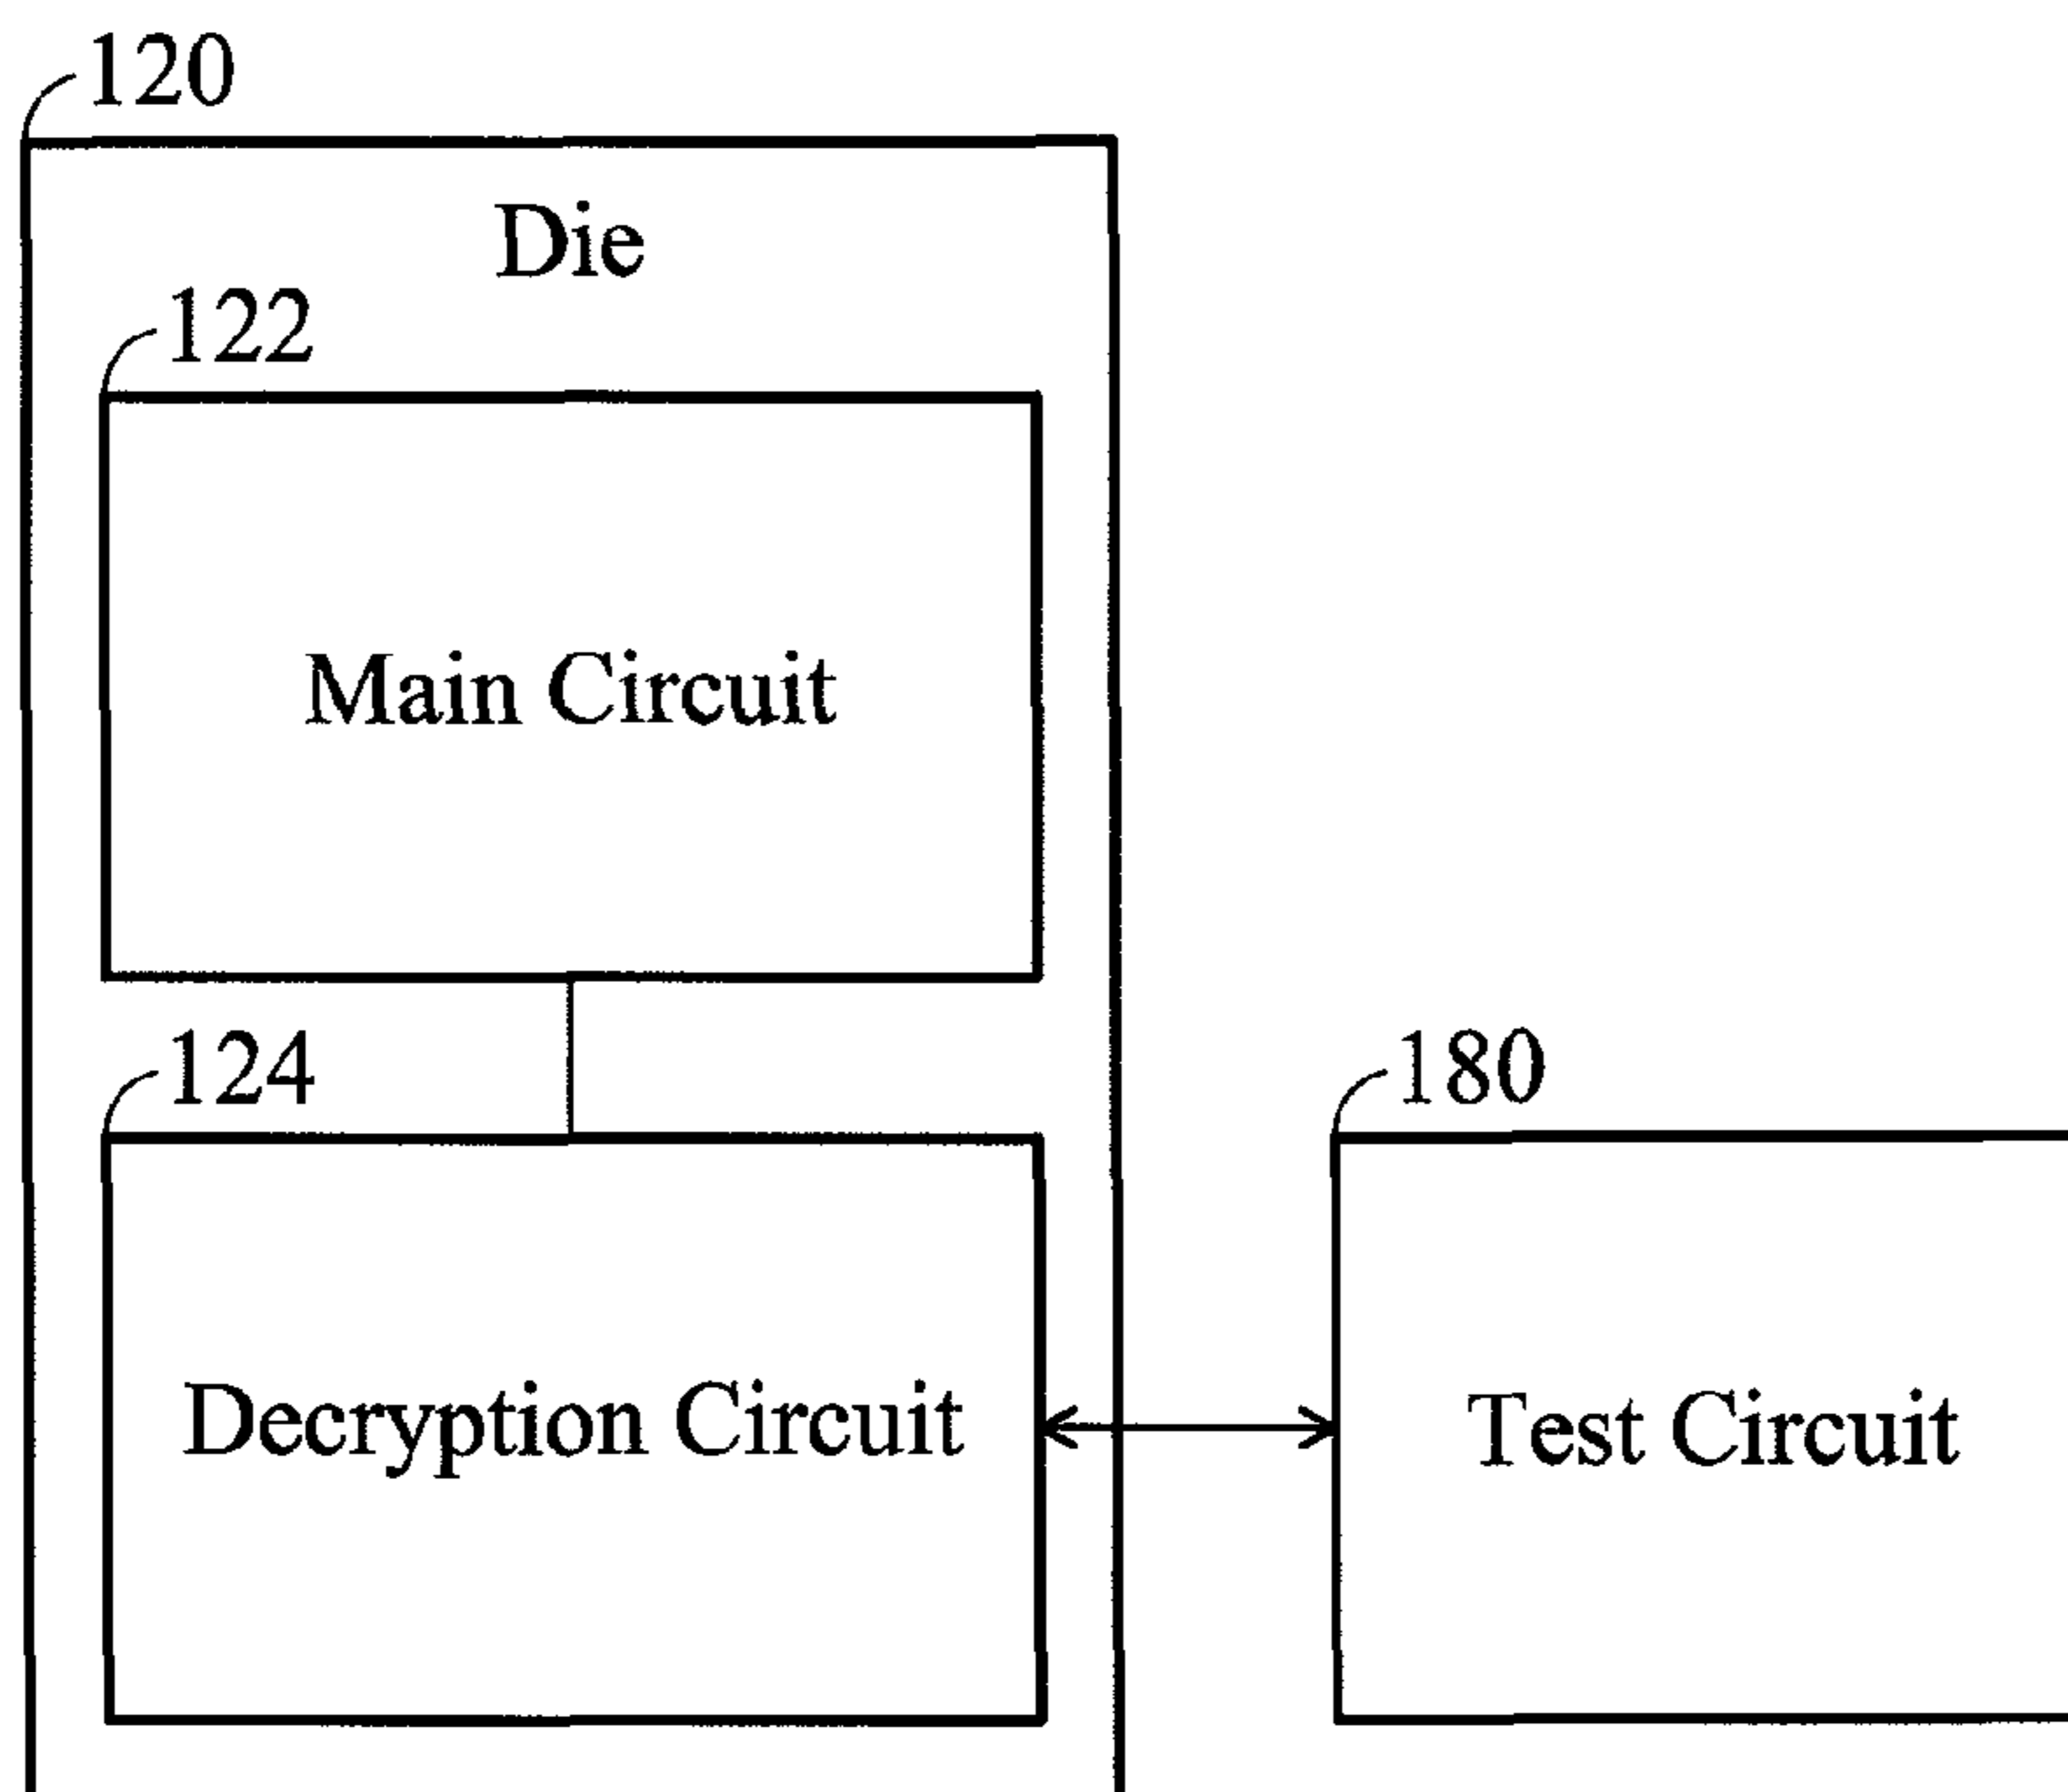 120
Die
122
Main Circuit
124
180
Decryption Circuit
Test Circuit